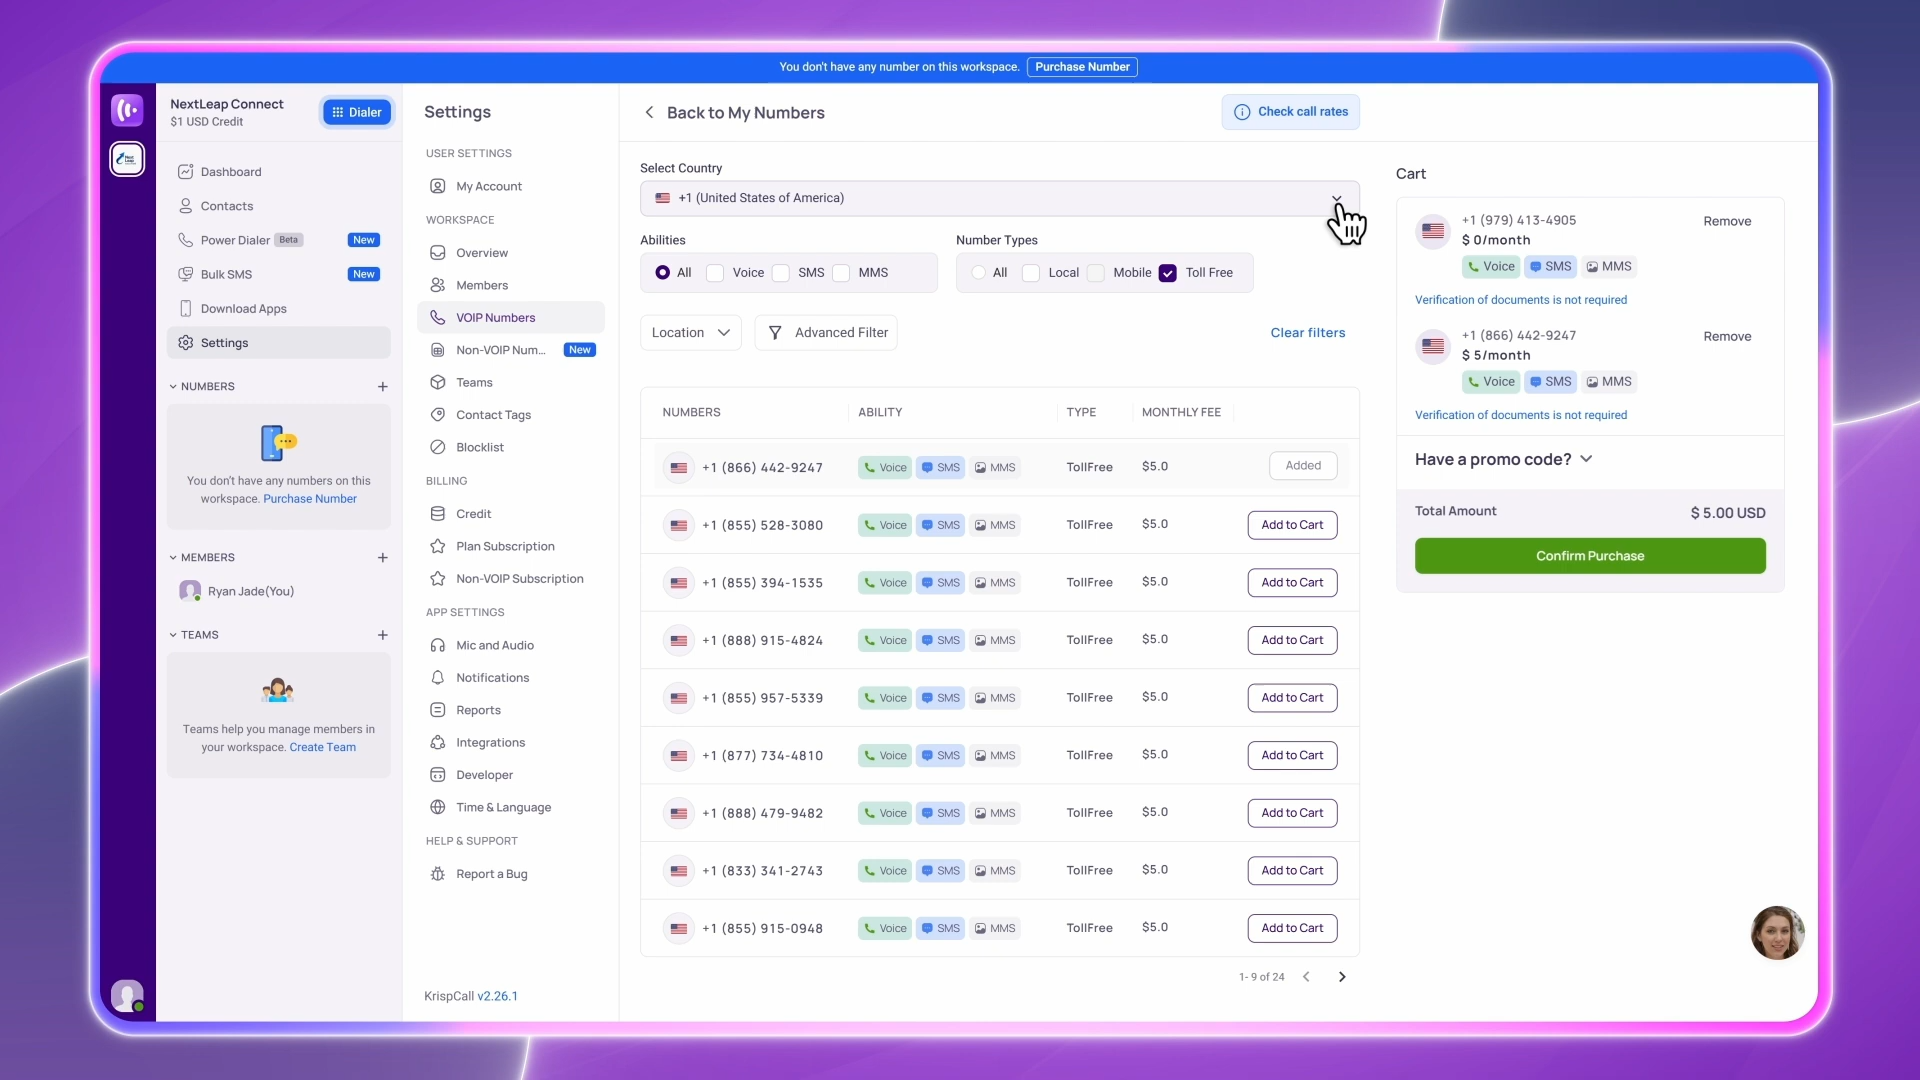 You don't have any number on this workspace. Purchase Number
NextLeap Connect
$1 USD Credit
Dialer
Dashboard
Contacts
Power Dialer Beta New
Bulk SMS New
Download Apps
Settings
NUMBERS
You don't have any numbers on this
workspace. Purchase Number
MEMBERS
Ryan Jade(You)
TEAMS
Teams help you manage members in
your workspace. Create Team
Settings
USER SETTINGS
My Account
WORKSPACE
Overview
Members
VOIP Numbers
Non-VOIP Num... New
Teams
Contact Tags
Blocklist
BILLING
Credit
Plan Subscription
Non-VOIP Subscription
APP SETTINGS
Mic and Audio
Notifications
Reports
Integrations
Developer
Time & Language
HELP & SUPPORT
Report a Bug
KrispCall v2.26.1
Back to My Numbers
Check call rates
Select Country
+1 (United States of America)
Abilities
All Voice SMS MMS
Number Types
All Local Mobile Toll Free
Location
Advanced Filter
Clear filters
NUMBERS ABILITY TYPE MONTHLY FEE
+1 (866) 442-9247 Voice SMS MMS TollFree $5.0 Added
+1 (855) 528-3080 Voice SMS MMS TollFree $5.0 Add to Cart
+1 (855) 394-1535 Voice SMS MMS TollFree $5.0 Add to Cart
+1 (888) 915-4824 Voice SMS MMS TollFree $5.0 Add to Cart
+1 (855) 957-5339 Voice SMS MMS TollFree $5.0 Add to Cart
+1 (877) 734-4810 Voice SMS MMS TollFree $5.0 Add to Cart
+1 (888) 479-9482 Voice SMS MMS TollFree $5.0 Add to Cart
+1 (833) 341-2743 Voice SMS MMS TollFree $5.0 Add to Cart
+1 (855) 915-0948 Voice SMS MMS TollFree $5.0 Add to Cart
1- 9 of 24
Cart
+1 (979) 413-4905 Remove
$ 0/month
Voice SMS MMS
Verification of documents is not required
+1 (866) 442-9247 Remove
$ 5/month
Voice SMS MMS
Verification of documents is not required
Have a promo code?
Total Amount $ 5.00 USD
Confirm Purchase